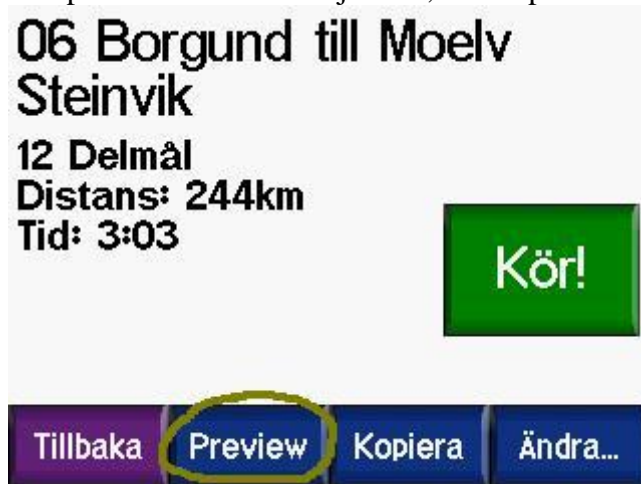 06 Borgund till Moelv
Steinvik
12 Delmål
Distans: 244km
Tid: 3:03
Kör!
Tillbaka
Preview
Kopiera
Ändra...